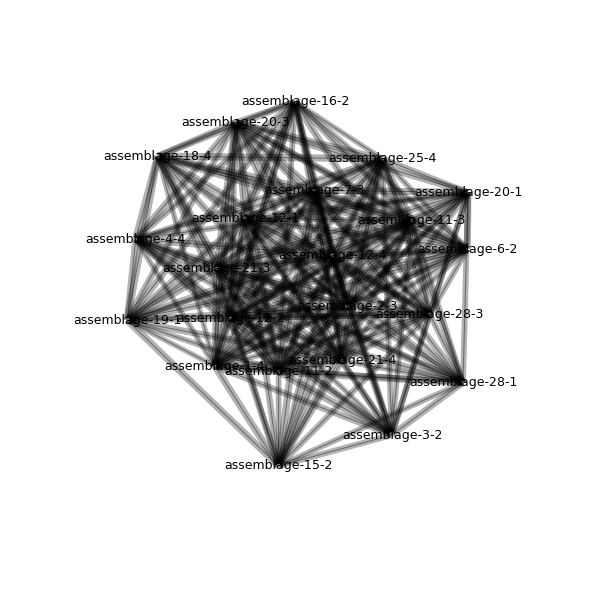 assemblage-16-2
assemblage-20-3
assemblage-18-4
assemblage-25-4
assemblage-7-3
assemblage-20-1
assemblage-12-1
assemblage-11-3
assemblage-4-4
assemblage-6-2
assemblage-12-4
assemblage-21-3
assemblage-2-3
assemblage-28-3
assemblage-19-1
assemblage-21-4
assemblage-1-4
assemblage-11-2
assemblage-28-1
assemblage-3-2
assemblage-15-2